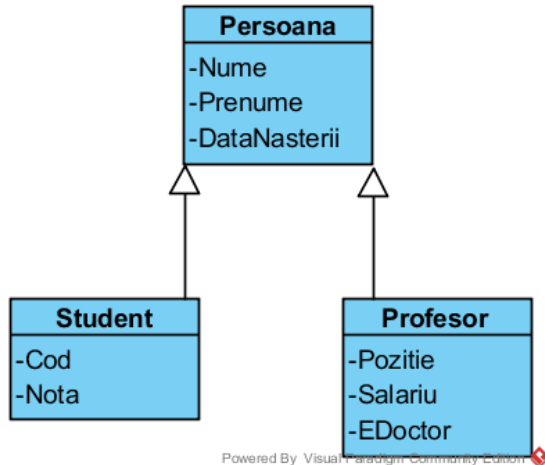 Persoana
-Nume
-Prenume
-DataNasterii
Student
-Cod
-Nota
Profesor
-Pozitie
-Salariu
-EDoctor
Powered By Visual Paradigm Community Edition